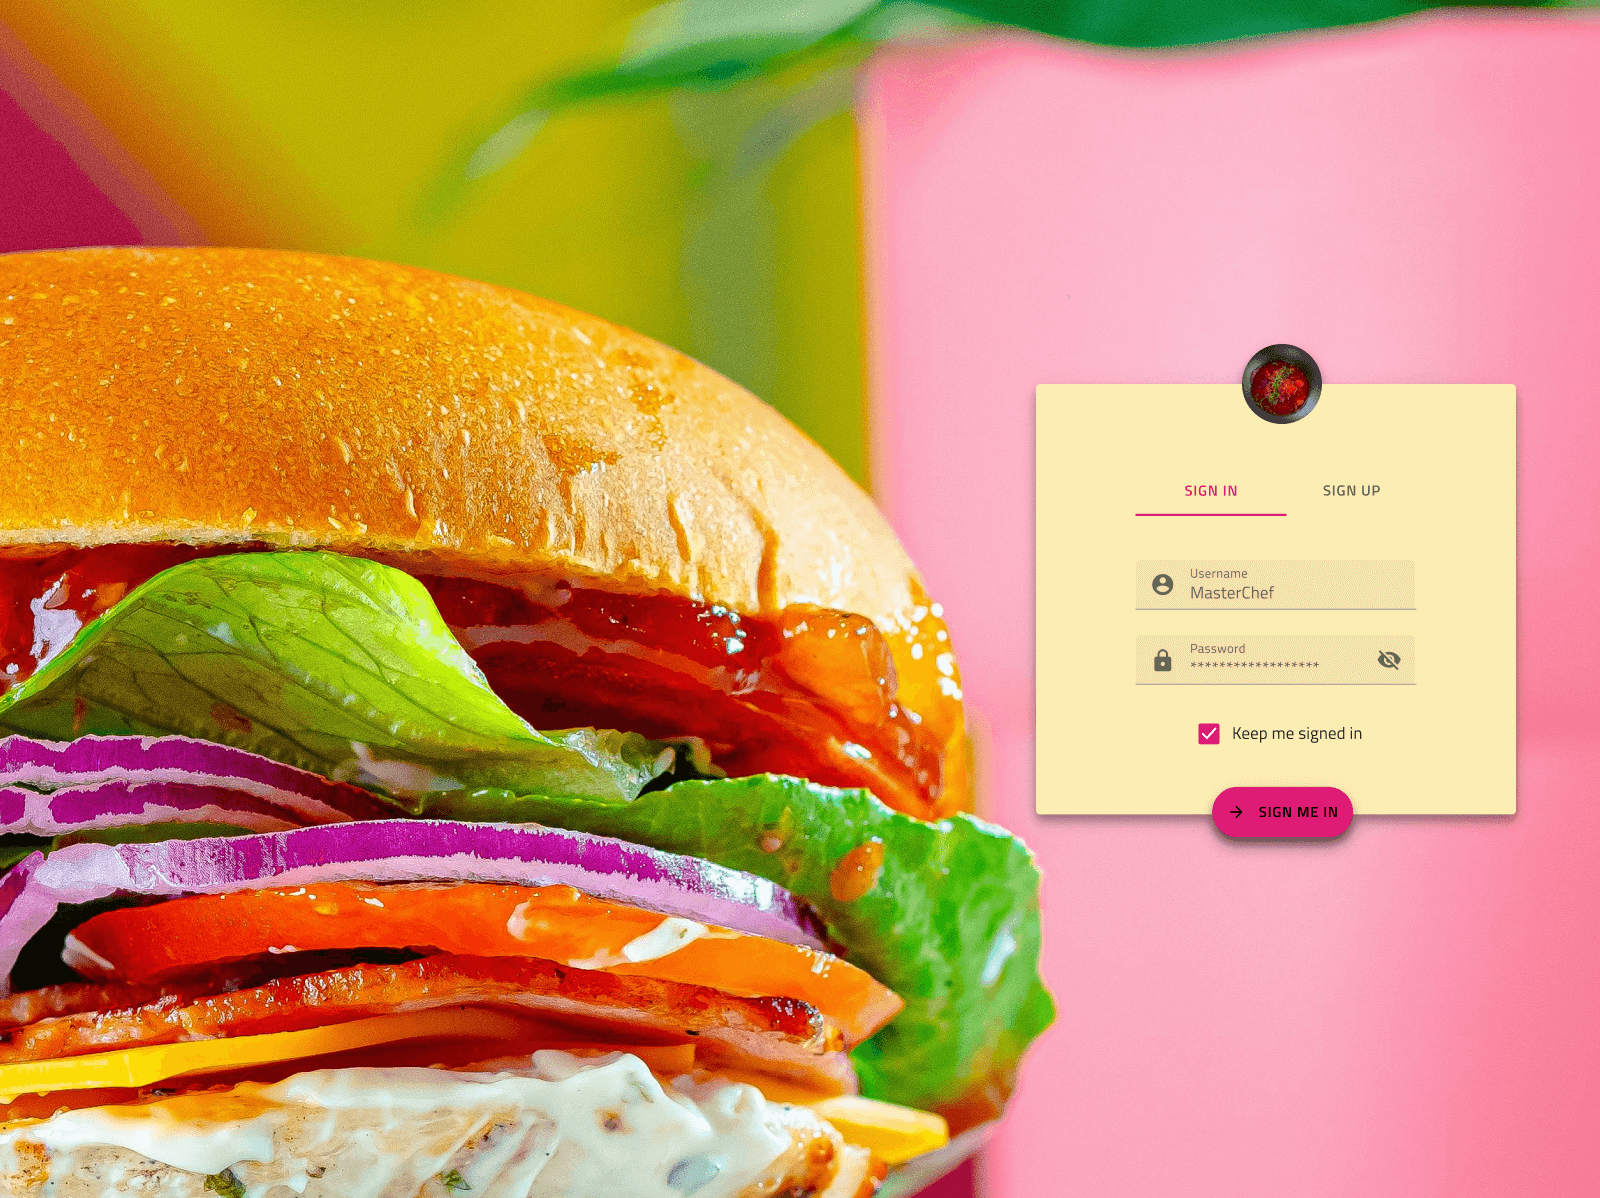 SIGN IN
SIGN UP
Username
MasterChef
Password
******************
Keep me signed in
SIGN ME IN